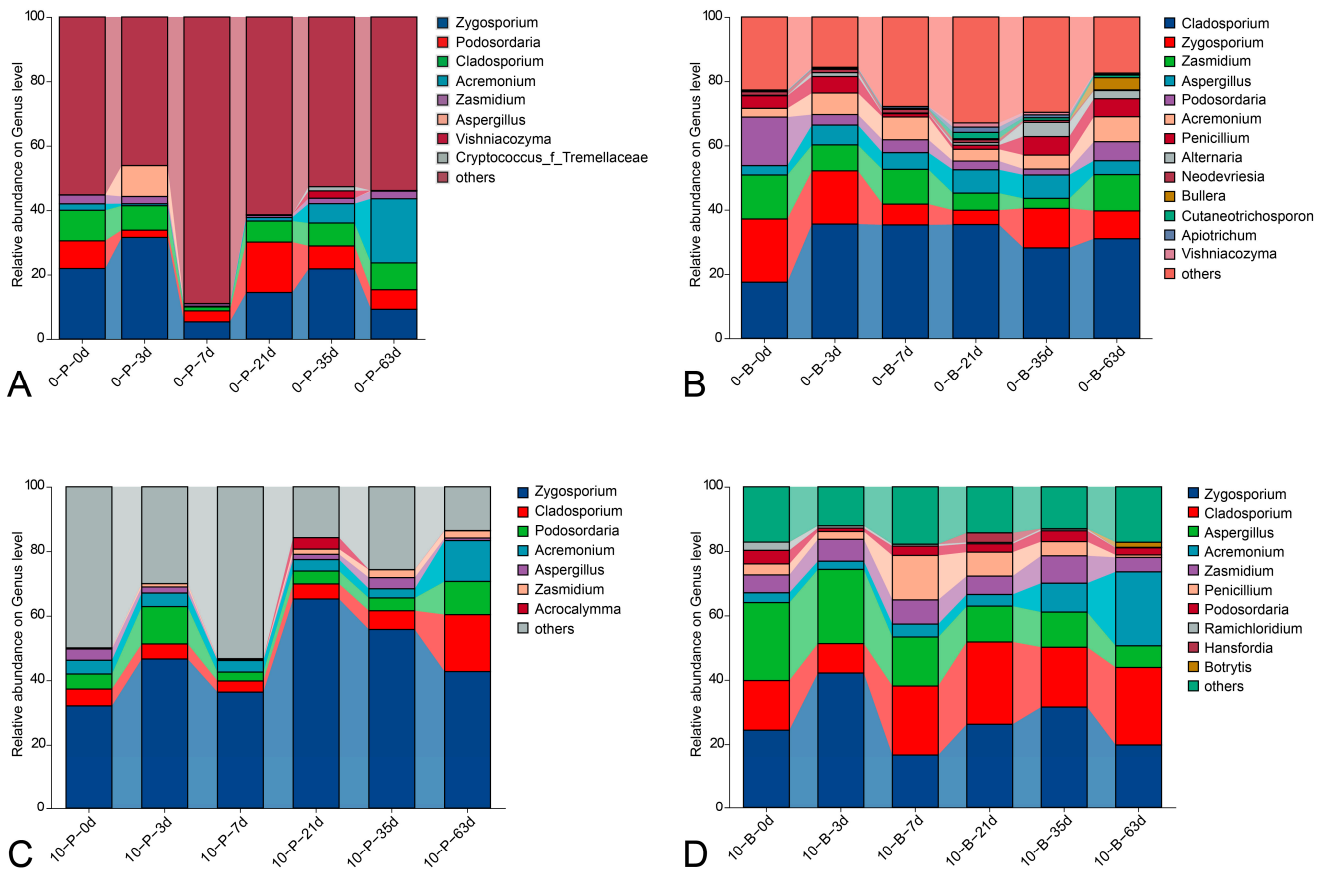 Relative abundance on Genus level
100
80
60
40
20
0
0-P-0d
0-P-3d
0-P-7d
0-P-21d
0-P-35d
0-P-63d
Zygosporium
Podosordaria
Cladosporium
Acremonium
Zasmidium
Aspergillus
Vishniacozyma
Cryptococcus_f_Tremellaceae
others
A
Relative abundance on Genus level
100
80
60
40
20
0
0-B-0d
0-B-3d
0-B-7d
0-B-21d
0-B-35d
0-B-63d
Cladosporium
Zygosporium
Zasmidium
Aspergillus
Podosordaria
Acremonium
Penicillium
Alternaria
Neodevriesia
Bullera
Cutaneotrichosporon
Apiotrichum
Vishniacozyma
others
B
Relative abundance on Genus level
100
80
60
40
20
0
10-P-0d
10-P-3d
10-P-7d
10-P-21d
10-P-35d
10-P-63d
Zygosporium
Cladosporium
Podosordaria
Acremonium
Aspergillus
Zasmidium
Acrocalymma
others
C
Relative abundance on Genus level
100
80
60
40
20
0
10-B-0d
10-B-3d
10-B-7d
10-B-21d
10-B-35d
10-B-63d
Zygosporium
Cladosporium
Aspergillus
Acremonium
Zasmidium
Penicillium
Podosordaria
Ramichloridium
Hansfordia
Botrytis
others
D